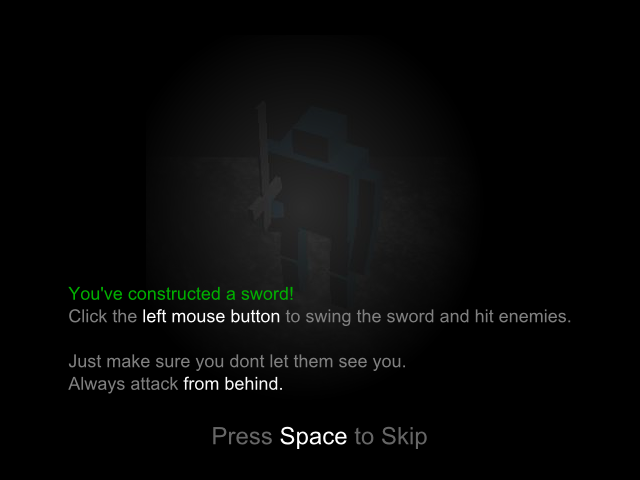 You've constructed a sword!
Click the left mouse button to swing the sword and hit enemies.
Just make sure you dont let them see you.
Always attack from behind.
Press Space to Skip